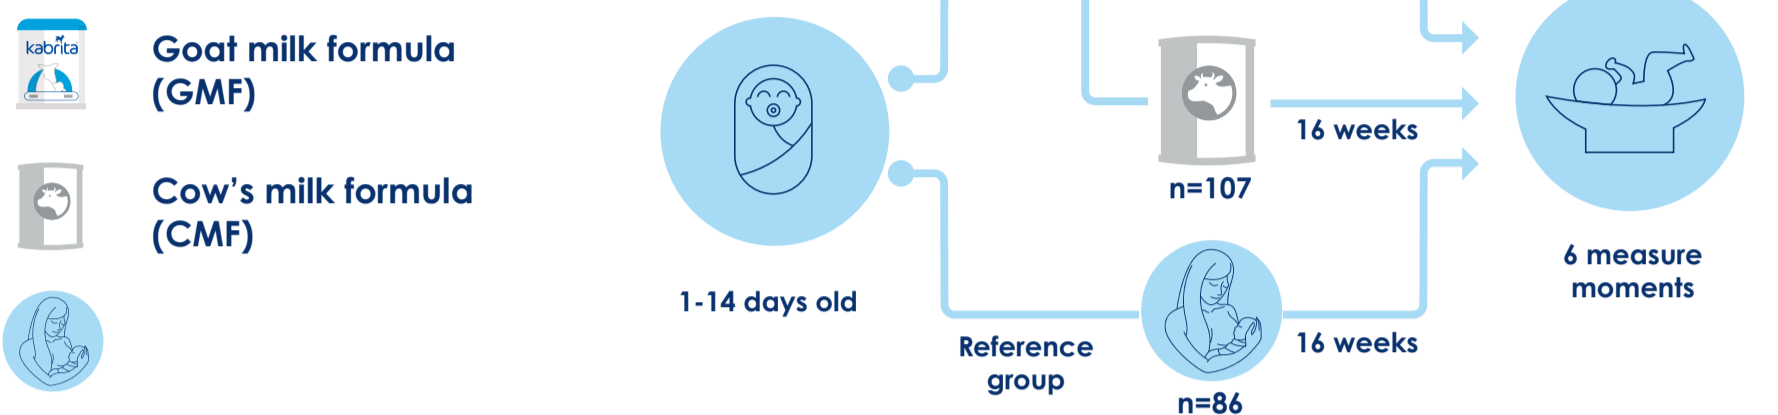 kabrita
Goat milk formula
(GMF)
Cow's milk formula
(CMF)
1-14 days old
16 weeks
n=107
Reference
group
16 weeks
n=86
6 measure
moments